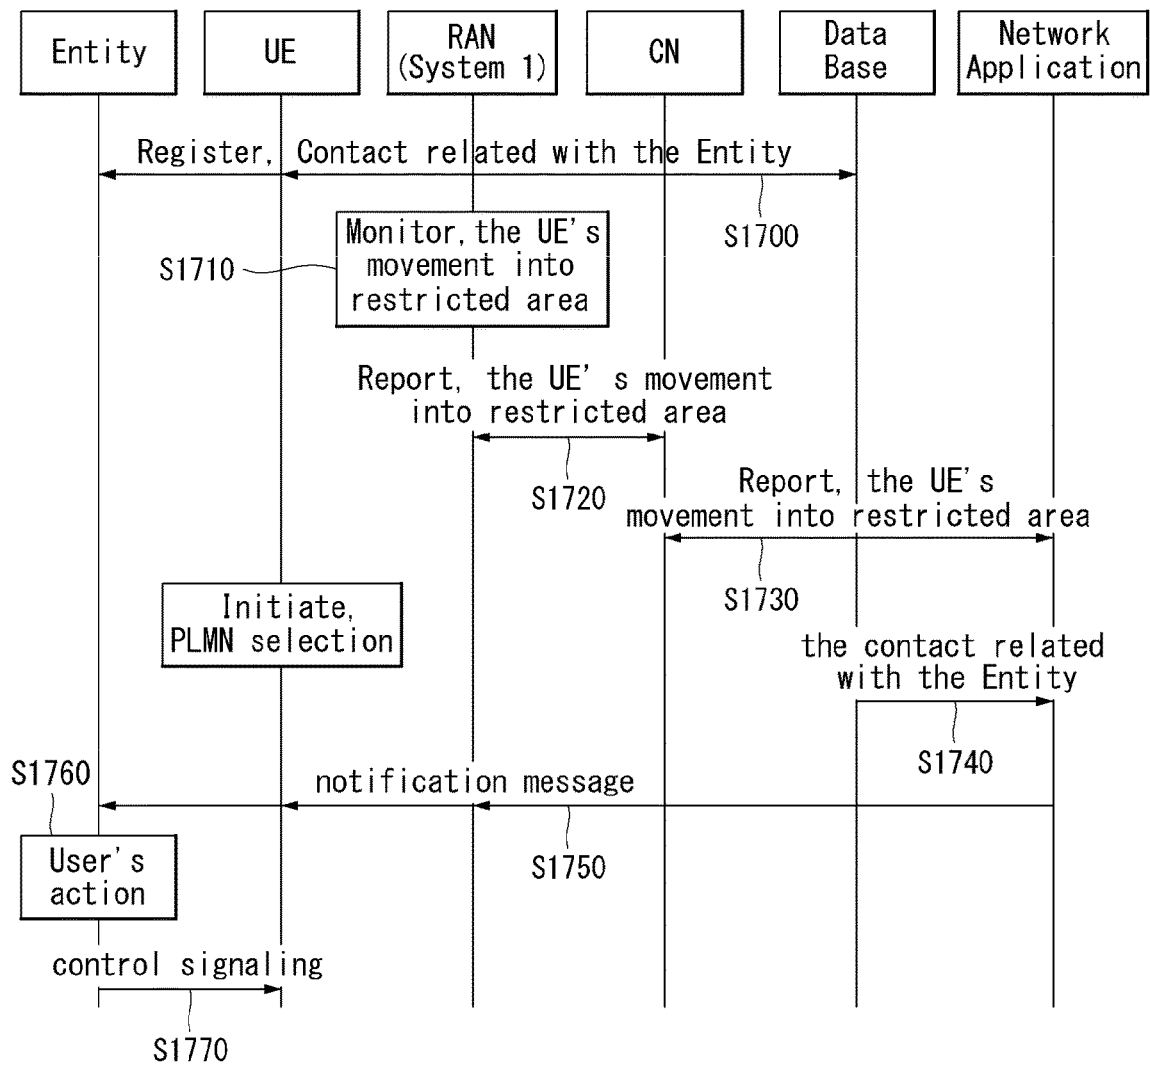 Entity
UE
RAN
(System 1)
CN
Data
Base
Network
Application
Register, Contact related with the Entity
S1700
Monitor, the UE's
movement into
restricted area
S1710
Report, the UE' s movement
into restricted area
S1720
Report, the UE's
movement into restricted area
S1730
Initiate,
PLMN selection
the contact related
with the Entity
S1740
S1760
notification message
S1750
User's
action
control signaling
S1770